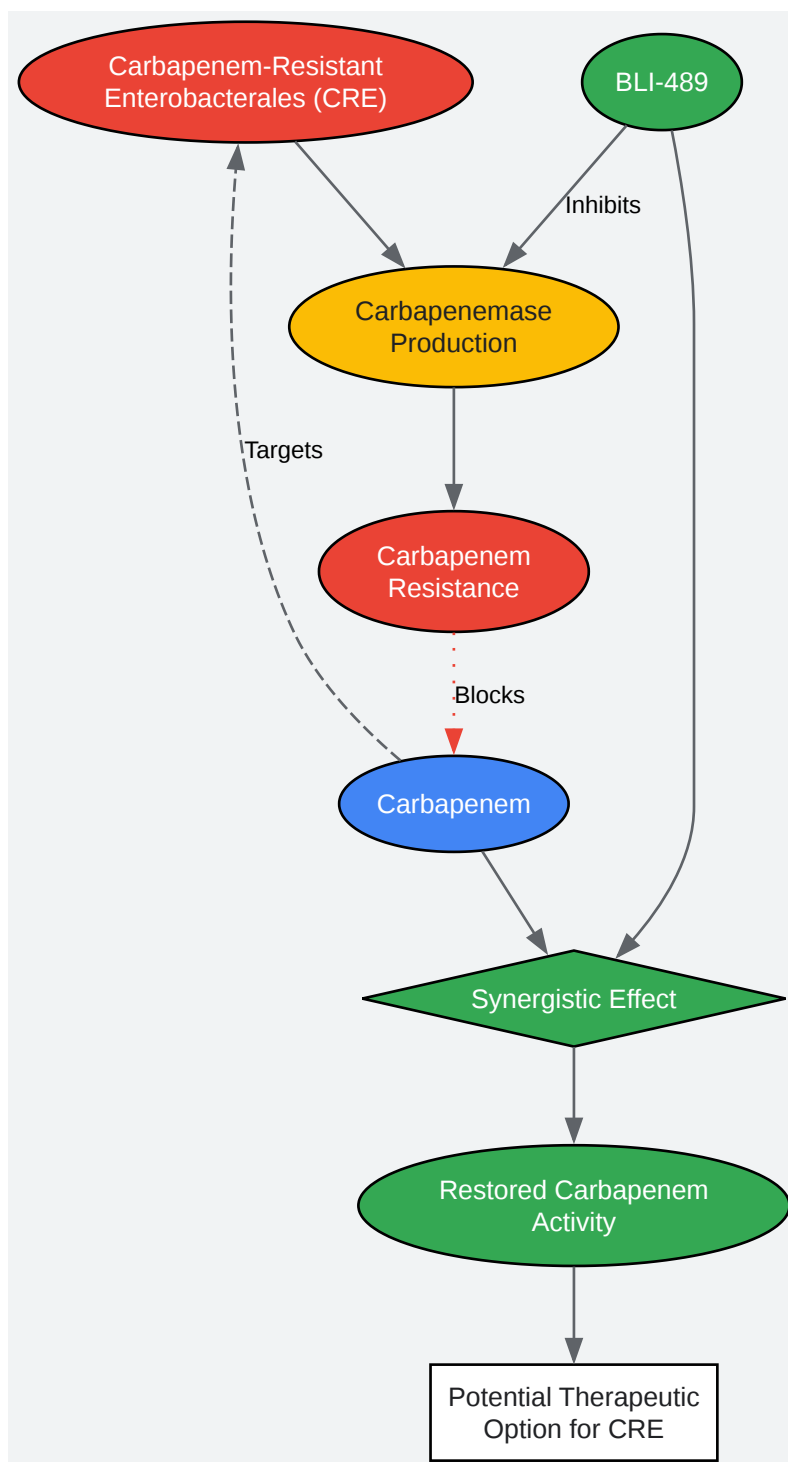 Carbapenem-Resistant
Enterobacterales (CRE)
BLI-489
Inhibits
Carbapenemase
Production
Targets
Carbapenem
Resistance
Blocks
Carbapenem
Synergistic Effect
Restored Carbapenem
Activity
Potential Therapeutic
Option for CRE